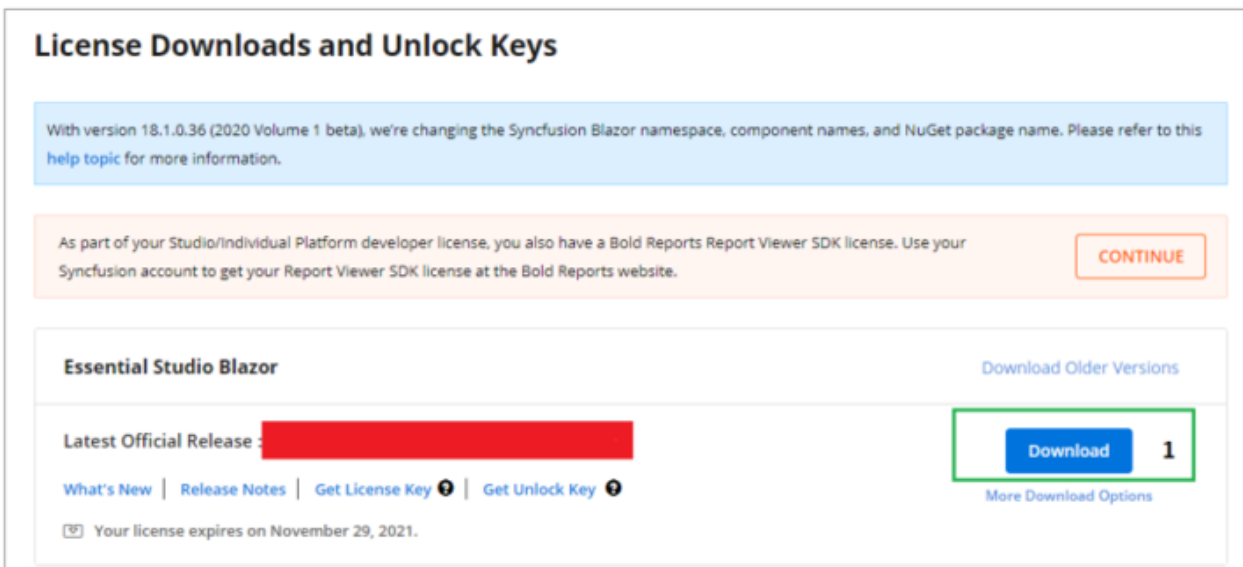 License Downloads and Unlock Keys
With version 18.1.0.36 (2020 Volume 1 beta), we're changing the Syncfusion Blazor namespace, component names, and NuGet package name. Please refer to this
help topic for more information.
As part of your Studio/Individual Platform developer license, you also have a Bold Reports Report Viewer SDK license. Use your
Syncfusion account to get your Report Viewer SDK license at the Bold Reports website.
CONTINUE
Essential Studio Blazor
Download Older Versions
Latest Official Release :
Download 1
What's New | Release Notes | Get License Key ? | Get Unlock Key ?
More Download Options
Your license expires on November 29, 2021.